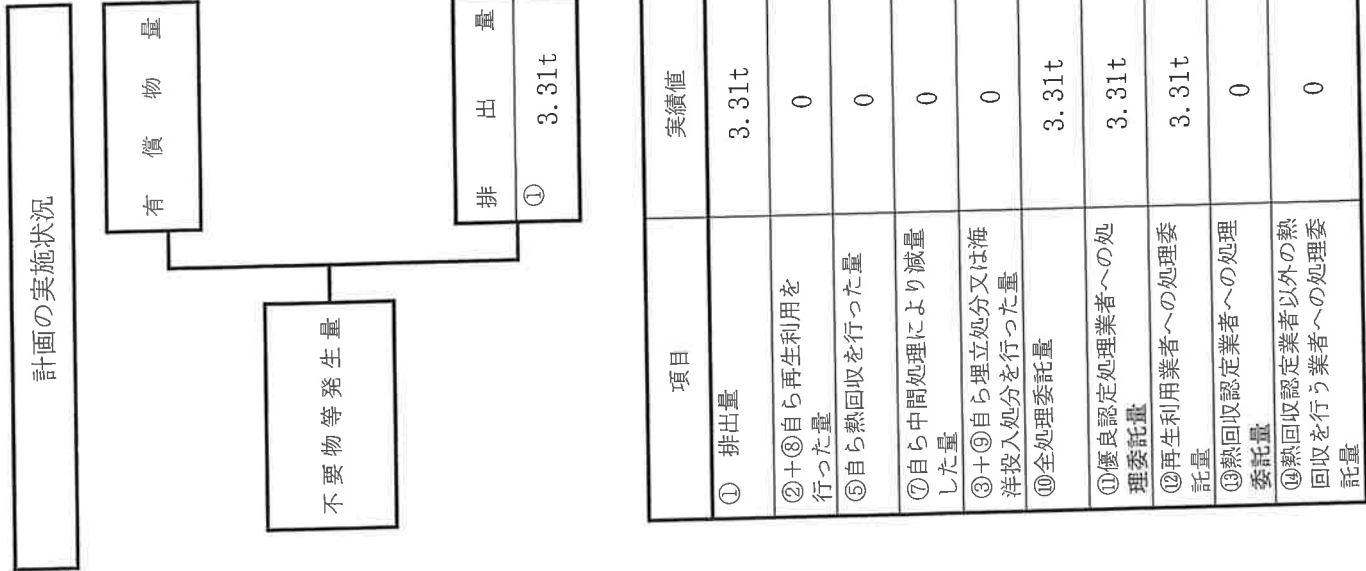 計画の実施状況
有償物量
不要物等発生量
排出量
①
3.31t
項目
実績値
① 排出量
3.31t
②+⑧自ら再生利用を
行った量
0
⑤自ら熱回収を行った量
0
⑦自ら中間処理により減量
した量
0
③+⑨自ら埋立処分又は海
洋投入処分を行った量
0
⑩全処理委託量
3.31t
⑪優良認定処理業者への処
理委託量
3.31t
⑫再生利用業者への処理委
託量
3.31t
⑬熱回収認定業者への処理
委託量
0
⑭熱回収認定業者以外の熱
回収を行う業者への処理委
託量
0